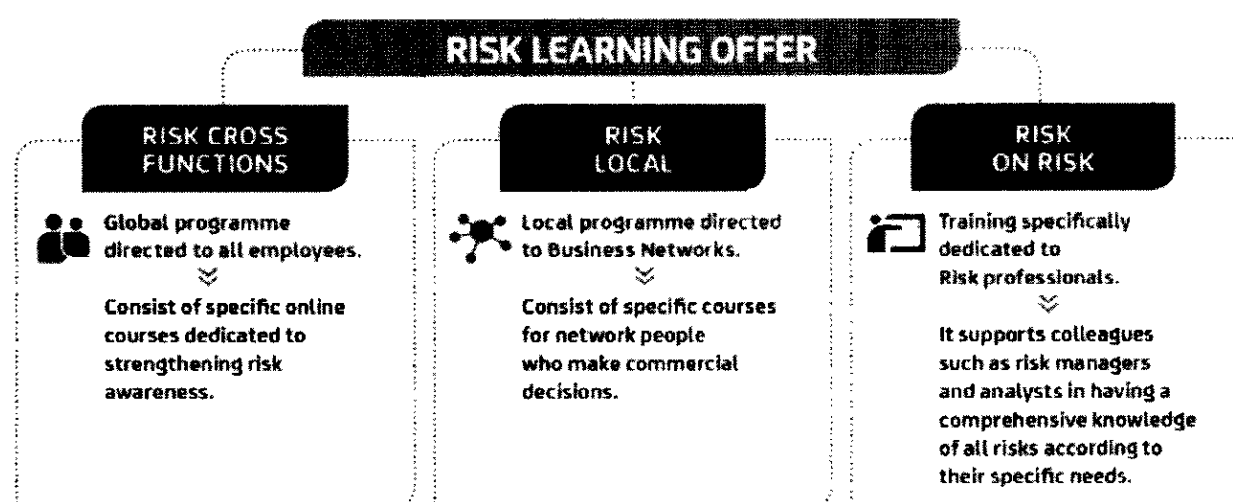 RISK LEARNING OFFER
RISK CROSS
FUNCTIONS
Global programme
directed to all employees.
Consist of specific online
courses dedicated to
strengthening risk
awareness.
RISK
LOCAL
Local programme directed
to Business Networks.
Consist of specific courses
for network people
who make commercial
decisions.
RISK
ON RISK
Training specifically
dedicated to
Risk professionals.
It supports colleagues
such as risk managers
and analysts in having a
comprehensive knowledge
of all risks according to
their specific needs.